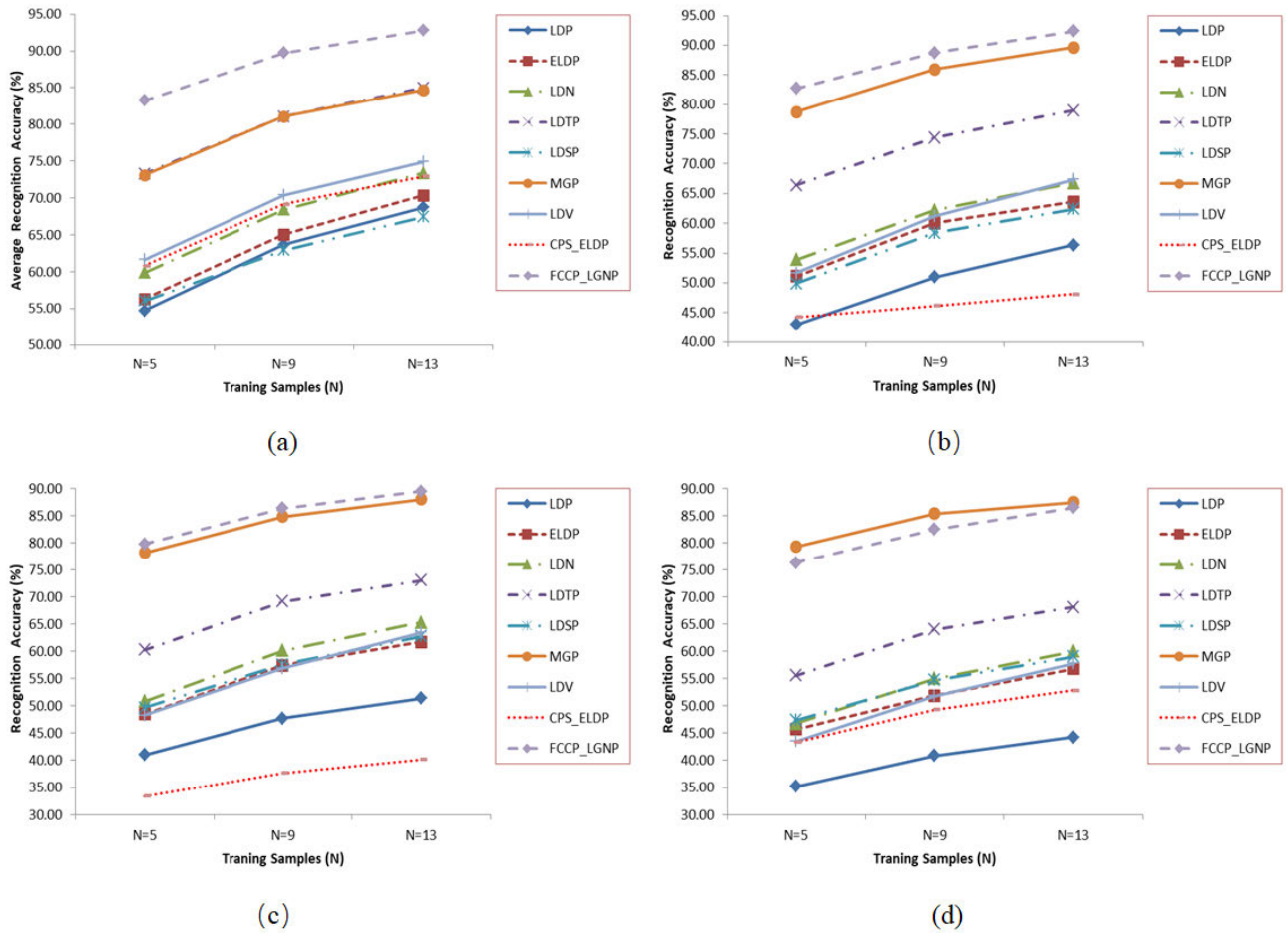 95.00
90.00
85.00
80.00
75.00
70.00
65.00
60.00
55.00
50.00
Average Recognition Accuracy (%)
N=5 N=9 N=13
Traning Samples (N)
LDP
ELDP
LDN
LDTP
LDSP
MGP
LDV
CPS_ELDP
FCCP_LGNP
(a)
95.00
90.00
85.00
80.00
75.00
70.00
65.00
60.00
55.00
50.00
45.00
40.00
Recognition Accuracy (%)
N=5 N=9 N=13
Traning Samples (N)
LDP
ELDP
LDN
LDTP
LDSP
MGP
LDV
CPS_ELDP
FCCP_LGNP
(b)
90.00
85.00
80.00
75.00
70.00
65.00
60.00
55.00
50.00
45.00
40.00
35.00
30.00
Recognition Accuracy (%)
N=5 N=9 N=13
Traning Samples (N)
LDP
ELDP
LDN
LDTP
LDSP
MGP
LDV
CPS_ELDP
FCCP_LGNP
(c)
90.00
85.00
80.00
75.00
70.00
65.00
60.00
55.00
50.00
45.00
40.00
35.00
30.00
Recognition Accuracy (%)
N=5 N=9 N=13
Traning Samples (N)
LDP
ELDP
LDN
LDTP
LDSP
MGP
LDV
CPS_ELDP
FCCP_LGNP
(d)